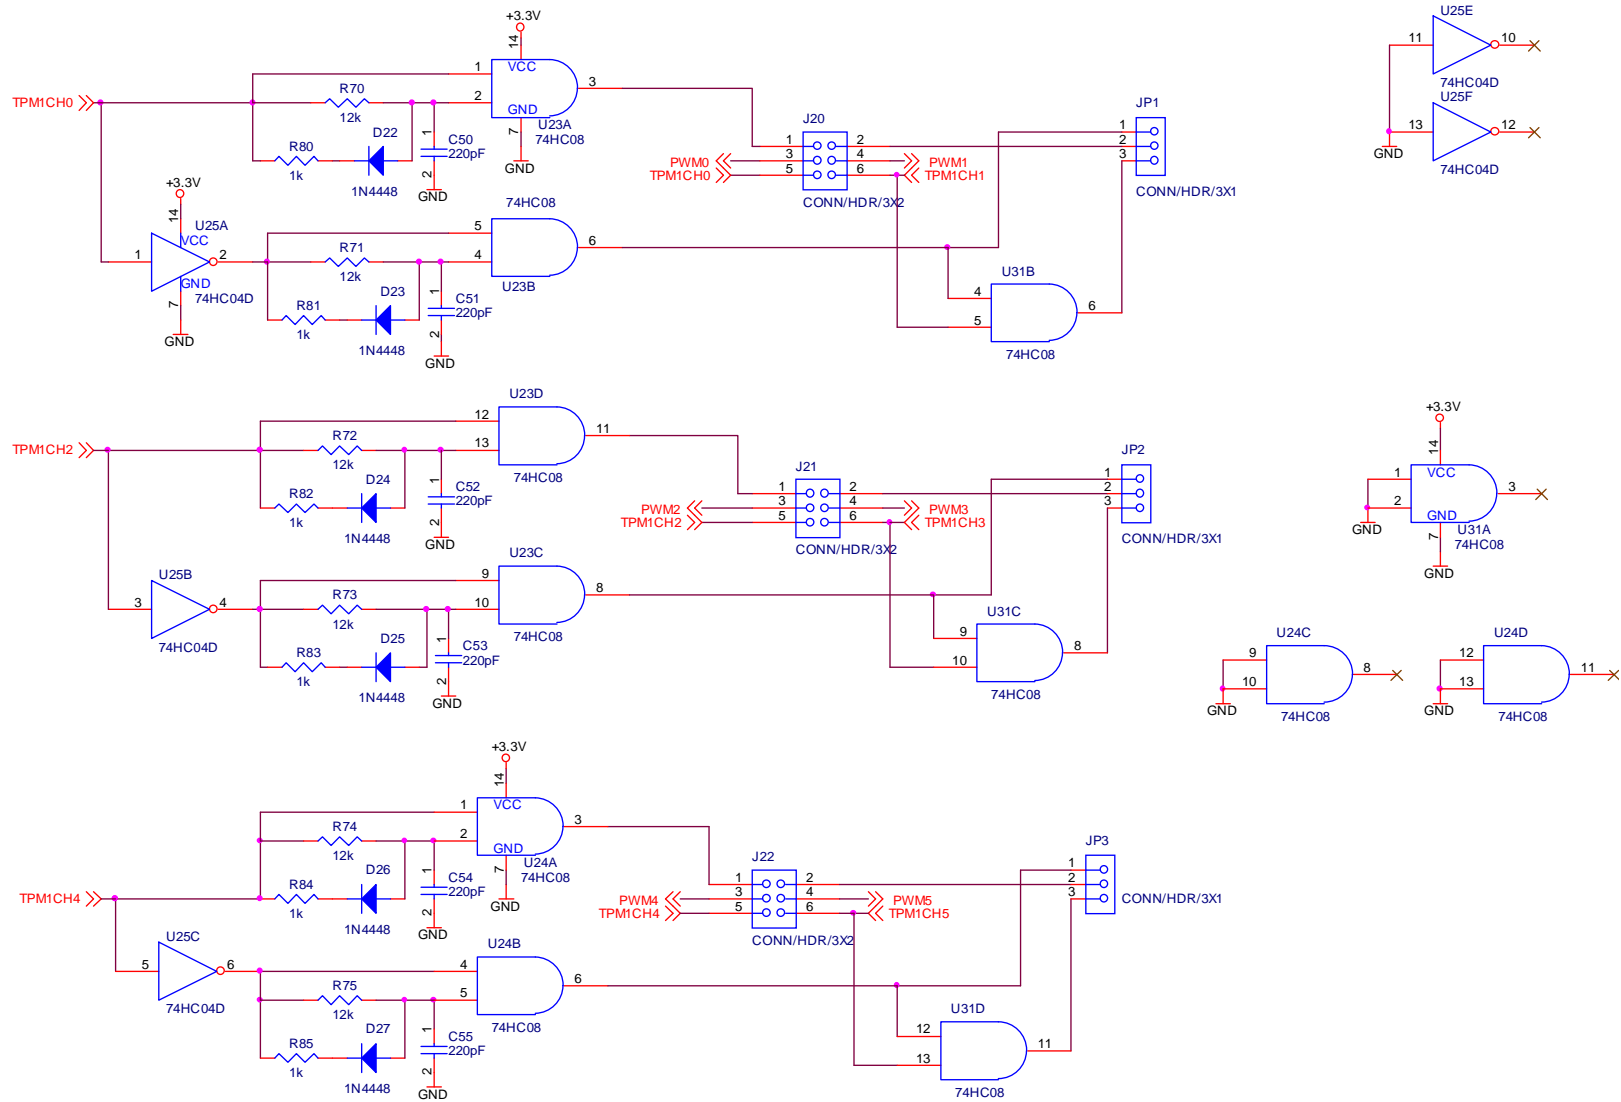 +3.3V
14
VCC
1
2
3
GND
7
U23A
74HC08
GND
TPM1CH0
R70
12k
R80
1k
D22
1N4448
1
C50
220pF
2
GND
+3.3V
14
U25A
VCC
1
2
GND
74HC04D
7
GND
R71
12k
R81
1k
D23
1N4448
1
C51
220pF
2
GND
74HC08
5
4
6
U23B
J20
1
2
3
4
5
6
PWM0
TPM1CH0
PWM1
TPM1CH1
CONN/HDR/3X2
JP1
1
2
3
CONN/HDR/3X1
U31B
4
5
6
74HC08
U25E
11
10
74HC04D
U25F
13
12
GND
74HC04D
TPM1CH2
R72
12k
R82
1k
D24
1N4448
1
C52
220pF
2
GND
U23D
12
13
11
74HC08
U25B
3
4
74HC04D
R73
12k
R83
1k
D25
1N4448
1
C53
220pF
2
GND
U23C
9
10
8
74HC08
J21
1
2
3
4
5
6
PWM2
TPM1CH2
PWM3
TPM1CH3
CONN/HDR/3X2
JP2
1
2
3
CONN/HDR/3X1
U31C
9
10
8
74HC08
+3.3V
14
VCC
1
2
3
GND
GND
U31A
7
74HC08
GND
U24C
9
10
8
GND
74HC08
U24D
12
13
11
GND
74HC08
+3.3V
14
VCC
1
2
3
GND
7
U24A
74HC08
GND
TPM1CH4
R74
12k
R84
1k
D26
1N4448
1
C54
220pF
2
GND
U25C
5
6
74HC04D
R75
12k
R85
1k
D27
1N4448
1
C55
220pF
2
GND
U24B
4
5
6
74HC08
J22
1
2
3
4
5
6
PWM4
TPM1CH4
PWM5
TPM1CH5
CONN/HDR/3X2
JP3
1
2
3
CONN/HDR/3X1
U31D
12
13
11
74HC08